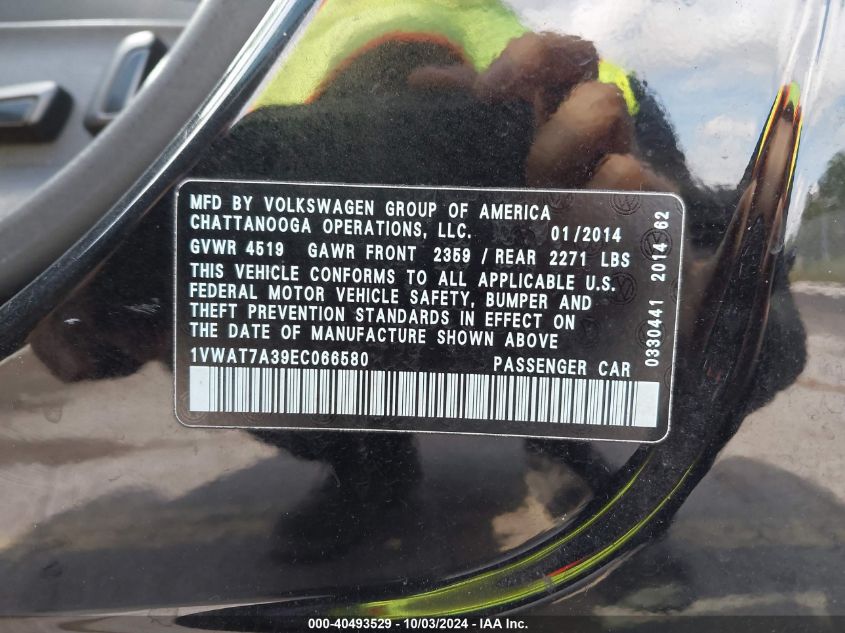 MFD BY VOLKSWAGEN GROUP OF AMERICA
CHATTANOOGA OPERATIONS, LLC. 01/2014
GVWR 4519 GAWR FRONT 2359 / REAR 2271 LBS
THIS VEHICLE CONFORMS TO ALL APPLICABLE U.S.
FEDERAL MOTOR VEHICLE SAFETY, BUMPER AND
THEFT PREVENTION STANDARDS IN EFFECT ON
THE DATE OF MANUFACTURE SHOWN ABOVE
1VWAT7A39EC066580 PASSENGER CAR
0330441 2014 62
000-40493529 - 10/03/2024 - IAA Inc.